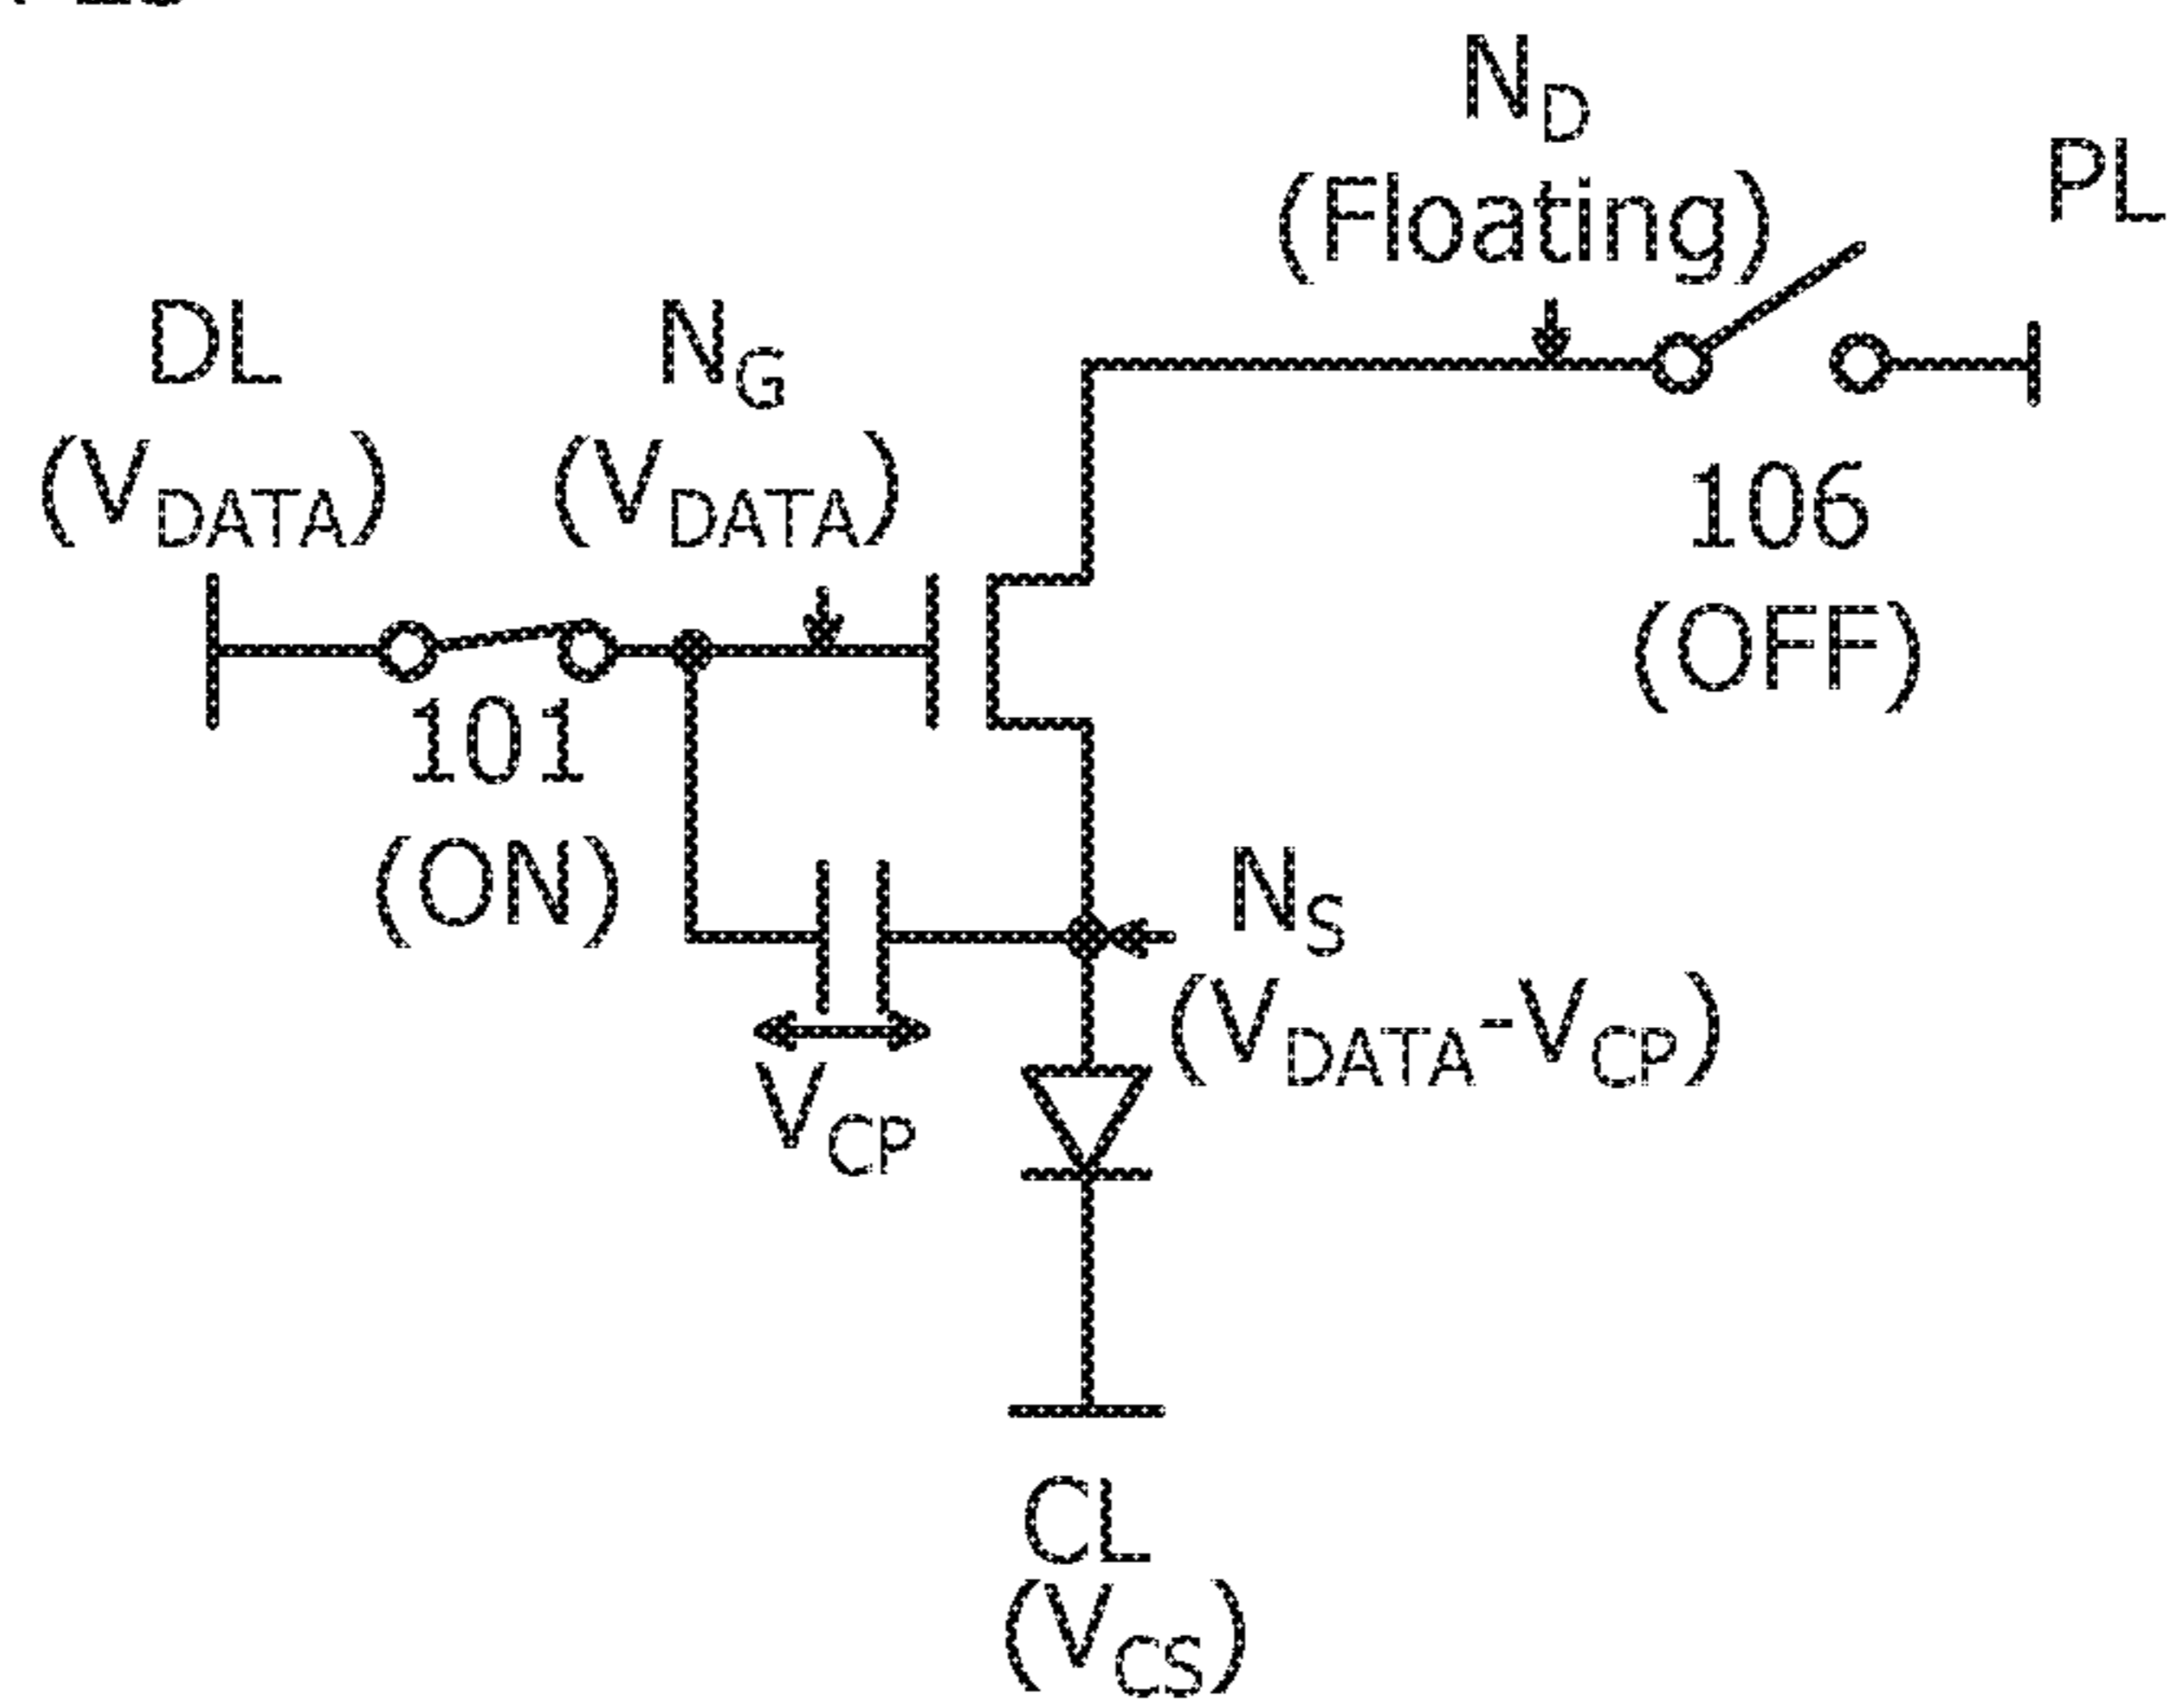 N_D
(Floating)
PL
DL
(V_DATA)
N_G
(V_DATA)
106
(OFF)
101
(ON)
N_S
(V_DATA-V_CP)
V_CP
CL
(V_CS)